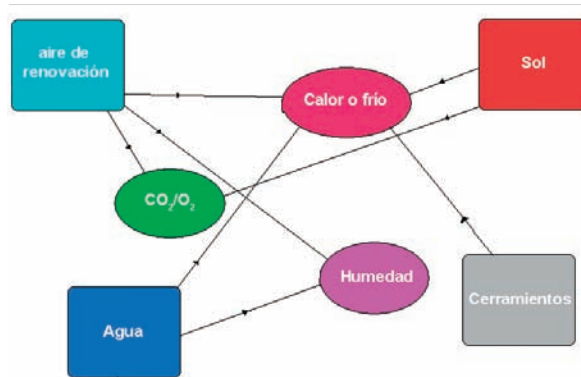 aire de
renovación
Sol
Calor o frío
CO₂/O₂
Humedad
Cerramientos
Agua